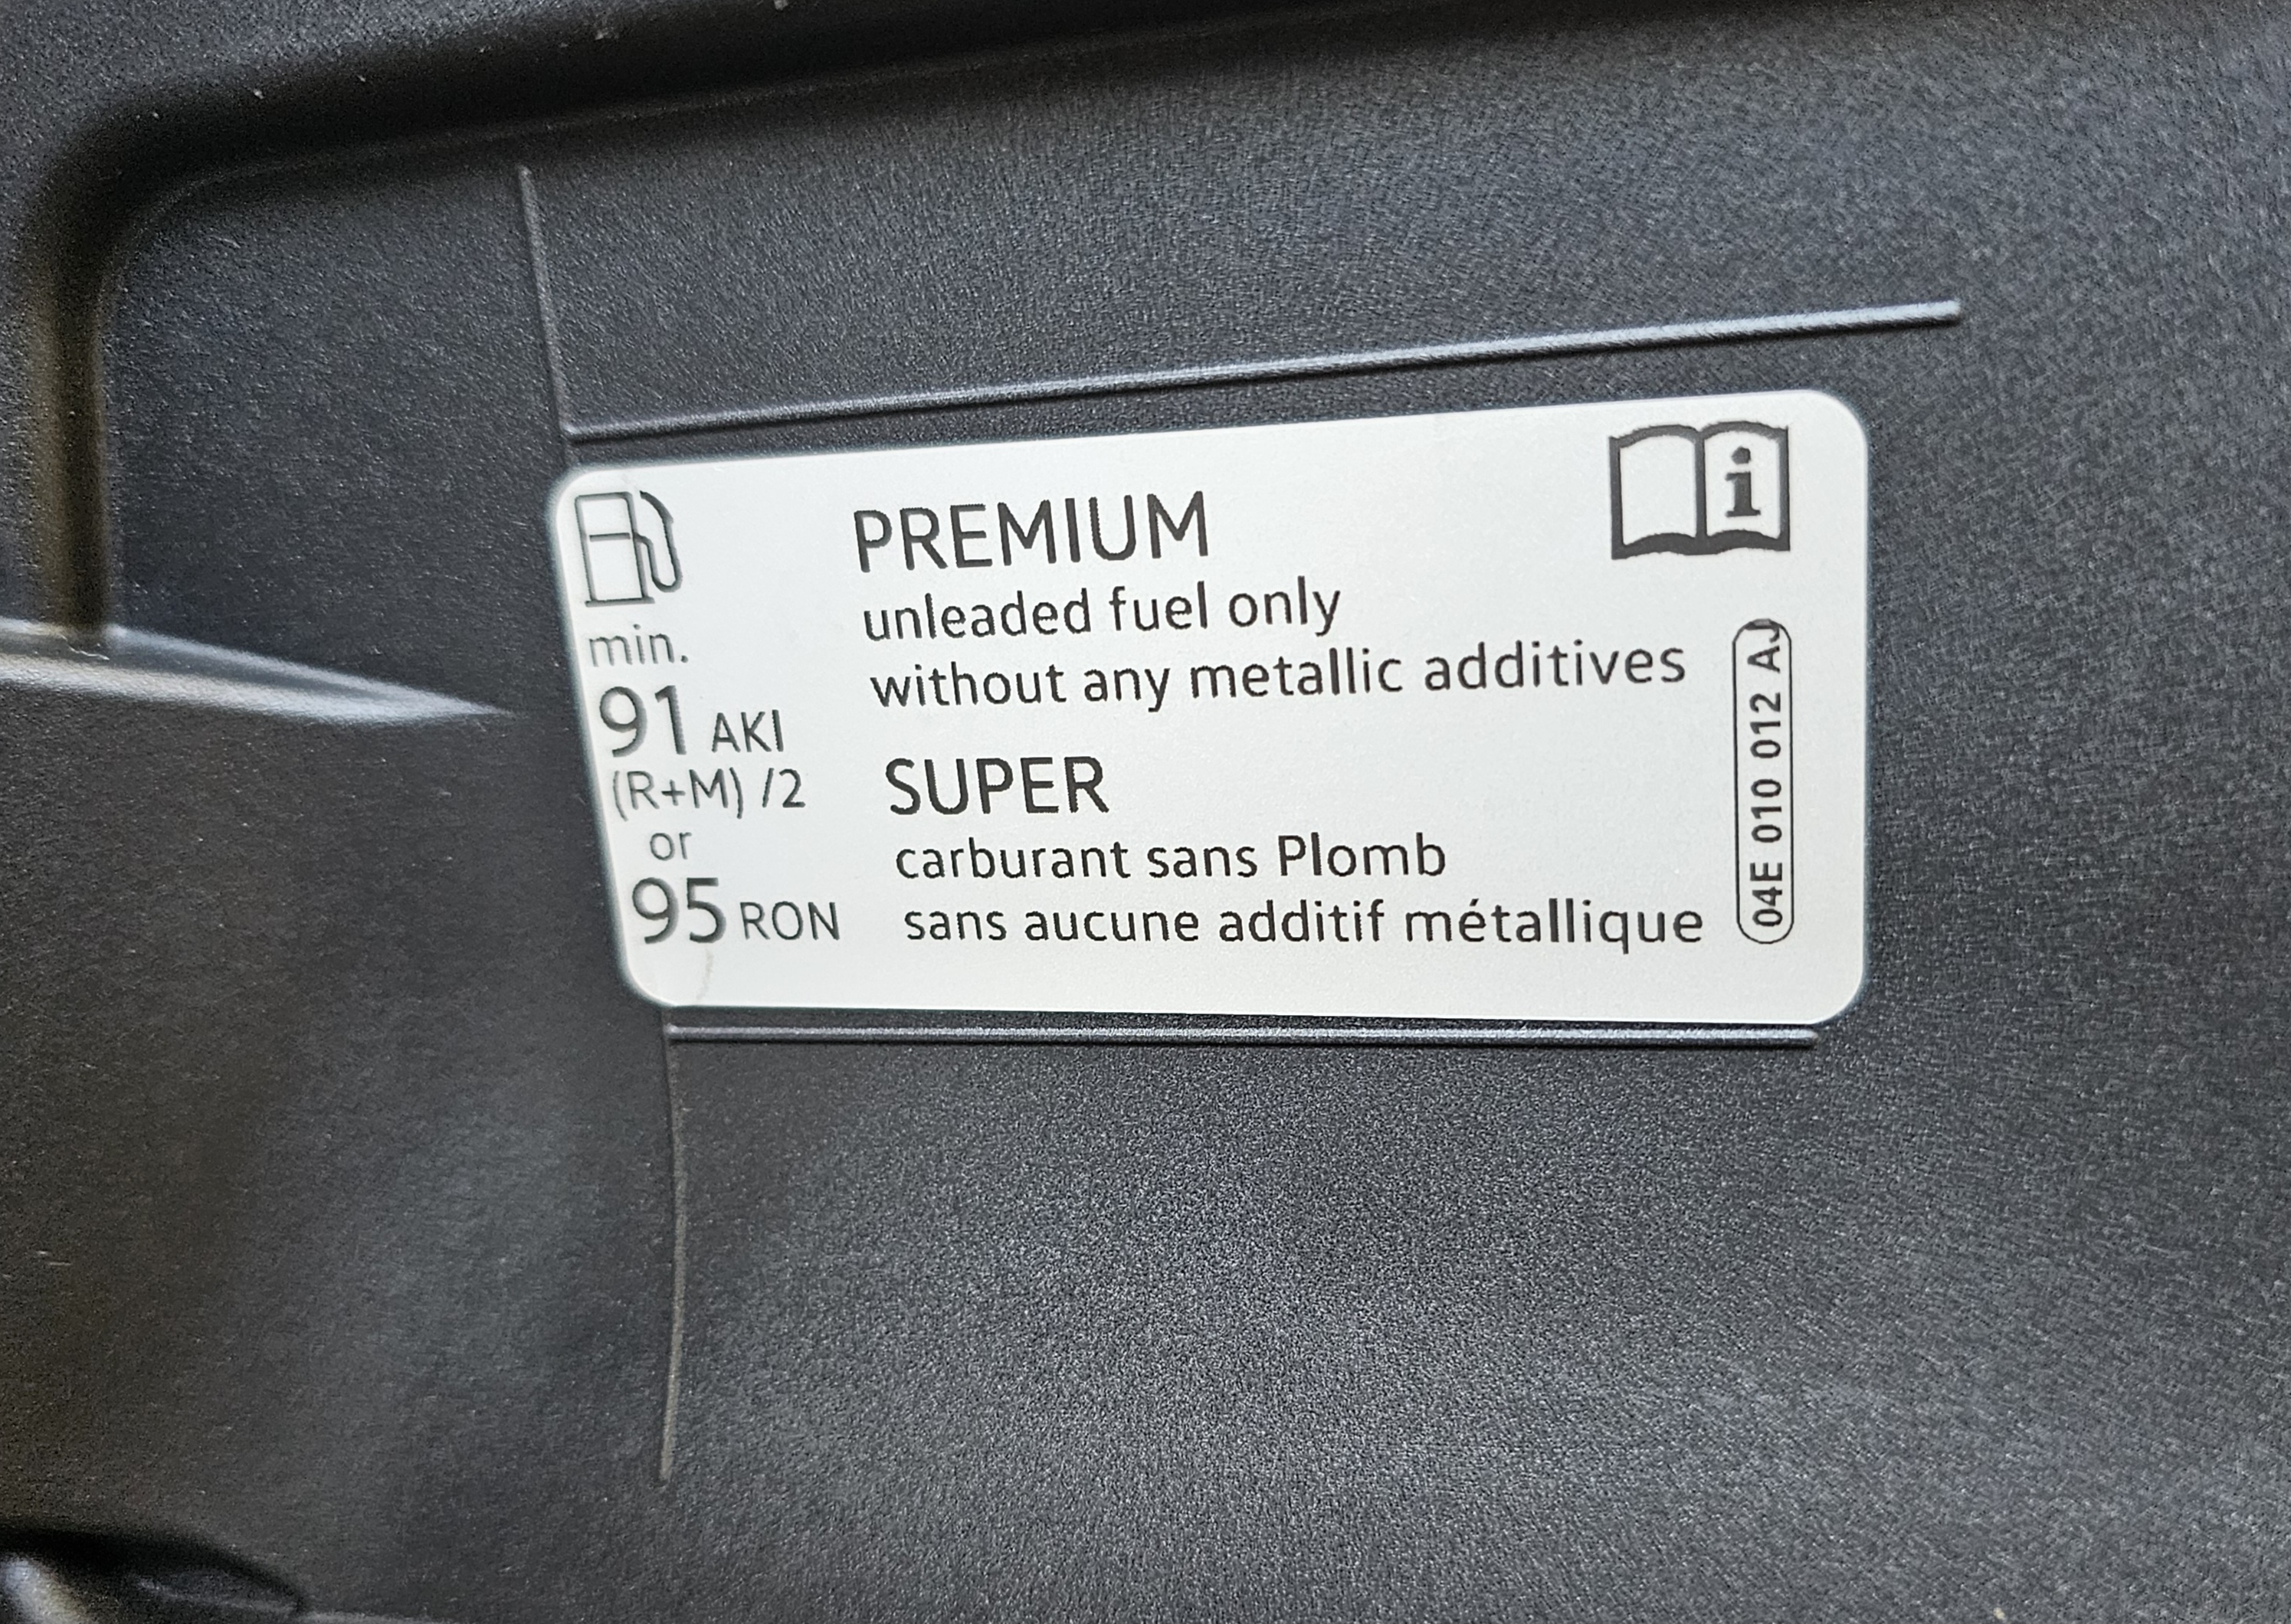 min.
91 AKI
(R+M) /2
or
95 RON
PREMIUM
unleaded fuel only
without any metallic additives
SUPER
carburant sans Plomb
sans aucune additif métallique
i
04E 010 012 AJ